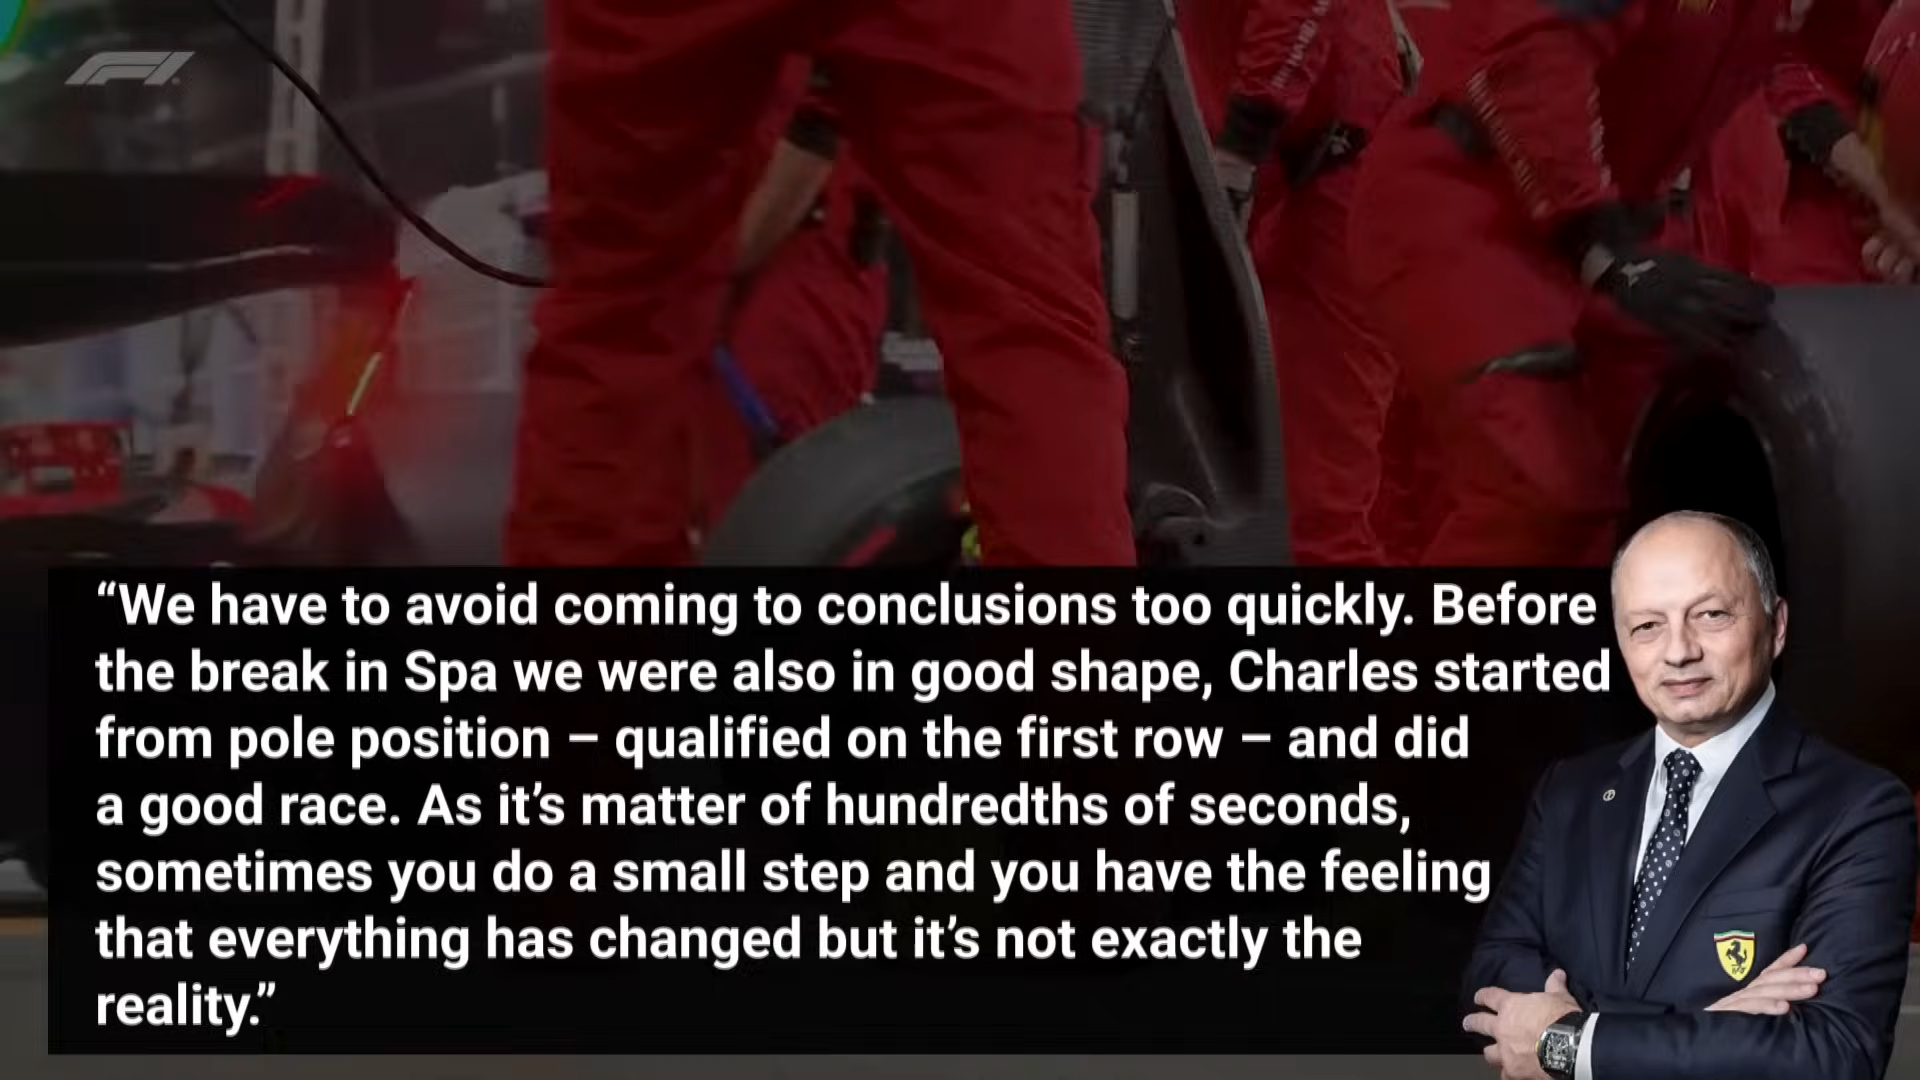 F1
“We have to avoid coming to conclusions too quickly. Before
the break in Spa we were also in good shape, Charles started
from pole position – qualified on the first row – and did
a good race. As it’s matter of hundredths of seconds,
sometimes you do a small step and you have the feeling
that everything has changed but it’s not exactly the
reality.”